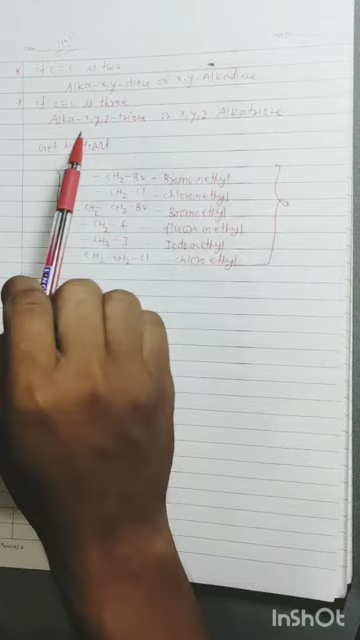 * if C=C is two
Alka-x,y-diene or x,y Alkadiene
* if C=C is three
Alka-x,y,z-triene or x,y,z Alkatriene
- CH₂-Br - Bromomethyl
- CH₂-Cl - chloromethyl
CH₂-CH₂-Br - Bromoethyl
- CH₂-F - fluoromethyl
- CH₂-I Iodomethyl
CH₂-CH₂-Cl - chloroethyl
InShOt